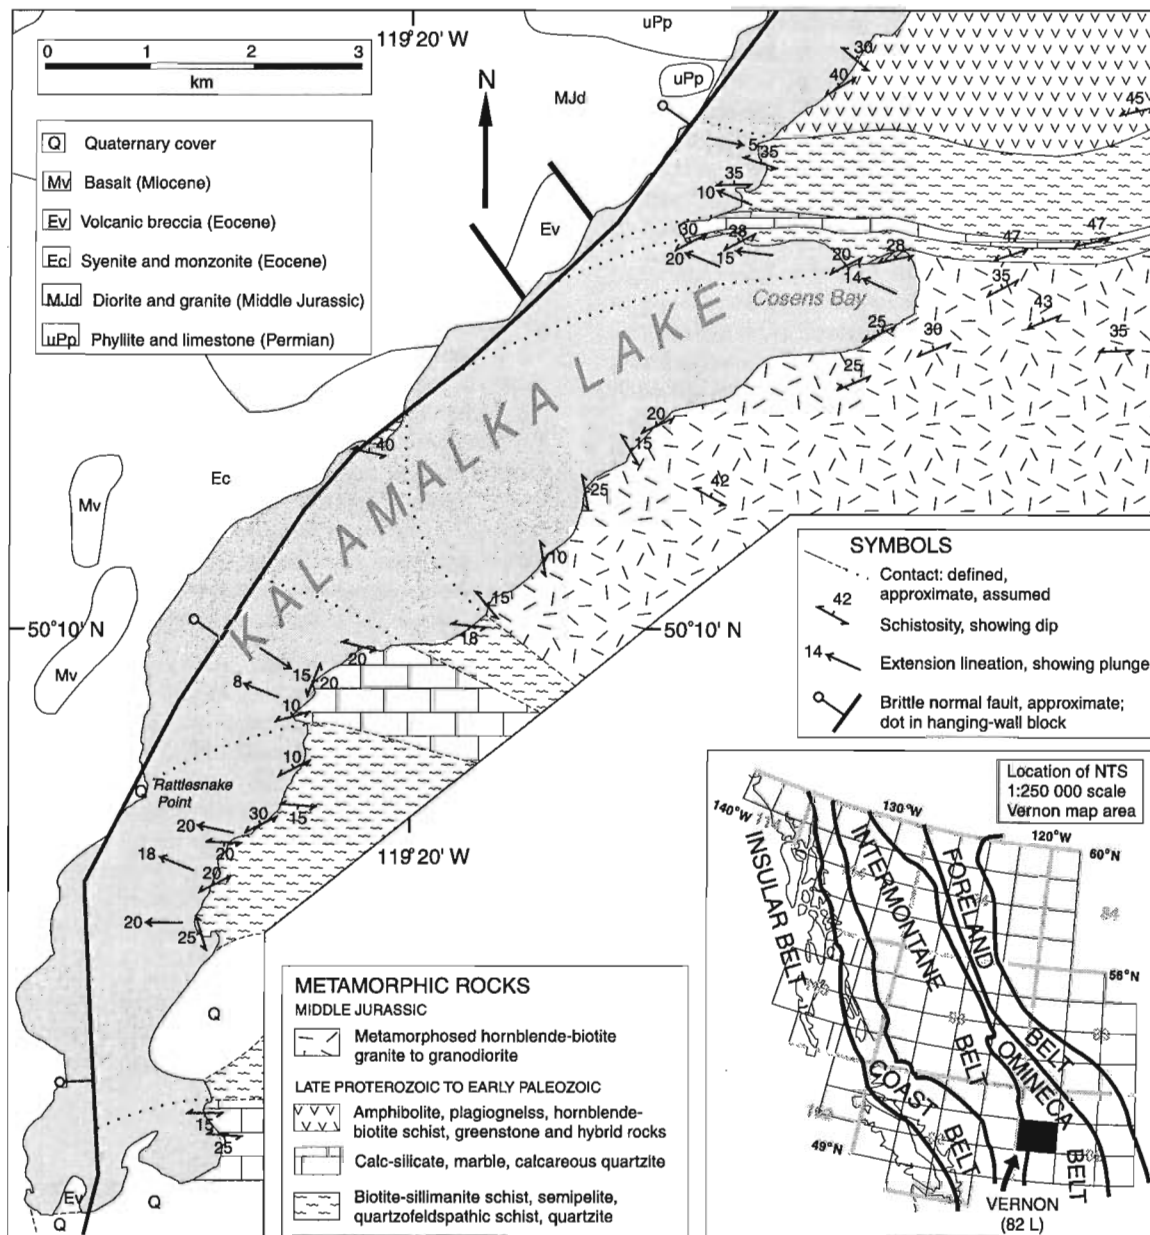 0 1 2 3
km
119° 20' W
N
uPp
uPp
MJd
Ev
Q Quaternary cover
Mv Basalt (Miocene)
Ev Volcanic breccia (Eocene)
Ec Syenite and monzonite (Eocene)
MJd Diorite and granite (Middle Jurassic)
uPp Phyllite and limestone (Permian)
30
40
45
5
35
35
10
30
28
20
15
20
28
14
47
47
35
43
35
30
25
25
Cosens Bay
KALAMALKA LAKE
20
15
42
25
40
Ec
Mv
Mv
10
15
18
20
50° 10' N
50° 10' N
15
20
8
10
10
Q
Rattlesnake
Point
30
15
20
20
18
20
20
25
119° 20' W
Q
15
25
Ev
Q
Q
SYMBOLS
Contact: defined,
approximate, assumed
42
Schistosity, showing dip
14
Extension lineation, showing plunge
Brittle normal fault, approximate;
dot in hanging-wall block
METAMORPHIC ROCKS
MIDDLE JURASSIC
Metamorphosed hornblende-biotite
granite to granodiorite
LATE PROTEROZOIC TO EARLY PALEOZOIC
Amphibolite, plagiogneiss, hornblende-
biotite schist, greenstone and hybrid rocks
Calc-silicate, marble, calcareous quartzite
Biotite-sillimanite schist, semipelite,
quartzofeldspathic schist, quartzite
Location of NTS
1:250 000 scale
Vernon map area
140°W
130°W
120°W
60°N
56°N
49°N
114
84
93
83
INSULAR BELT
COAST BELT
INTERMONTANE BELT
OMINECA BELT
FORELAND BELT
VERNON
(82 L)